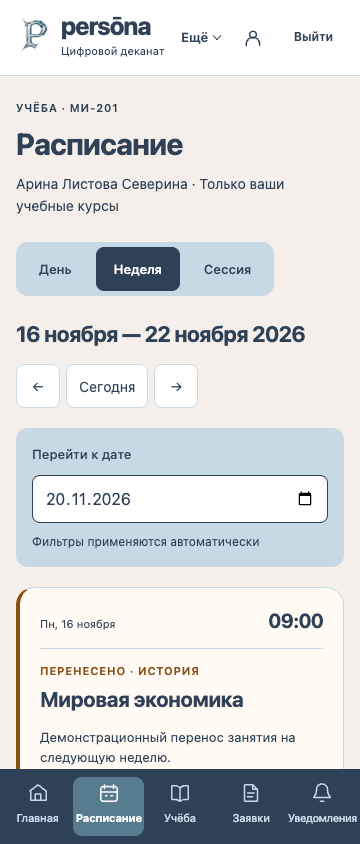 persōna
Цифровой деканат
Ещё
Выйти
УЧЁБА · МИ-201
Расписание
Арина Листова Северина · Только ваши
учебные курсы
День
Неделя
Сессия
16 ноября — 22 ноября 2026
←
Сегодня
→
Перейти к дате
20.11.2026
Фильтры применяются автоматически
Пн, 16 ноября
09:00
ПЕРЕНЕСЕНО · ИСТОРИЯ
Мировая экономика
Демонстрационный перенос занятия на
следующую неделю.
Главная
Расписание
Учёба
Заявки
Уведомления